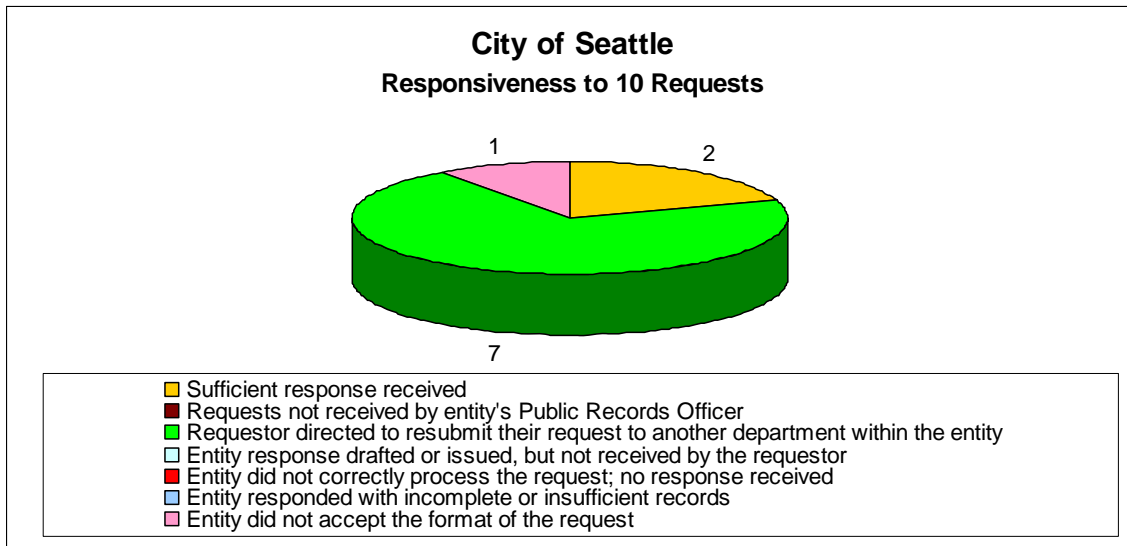 City of Seattle
Responsiveness to 10 Requests
1
2
7
Sufficient response received
Requests not received by entity's Public Records Officer
Requestor directed to resubmit their request to another department within the entity
Entity response drafted or issued, but not received by the requestor
Entity did not correctly process the request; no response received
Entity responded with incomplete or insufficient records
Entity did not accept the format of the request